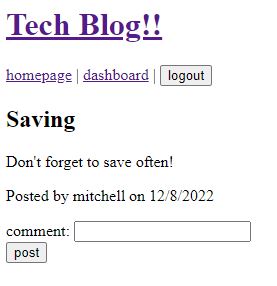 Tech Blog!!
homepage | dashboard | logout
Saving
Don't forget to save often!
Posted by mitchell on 12/8/2022
comment:
post